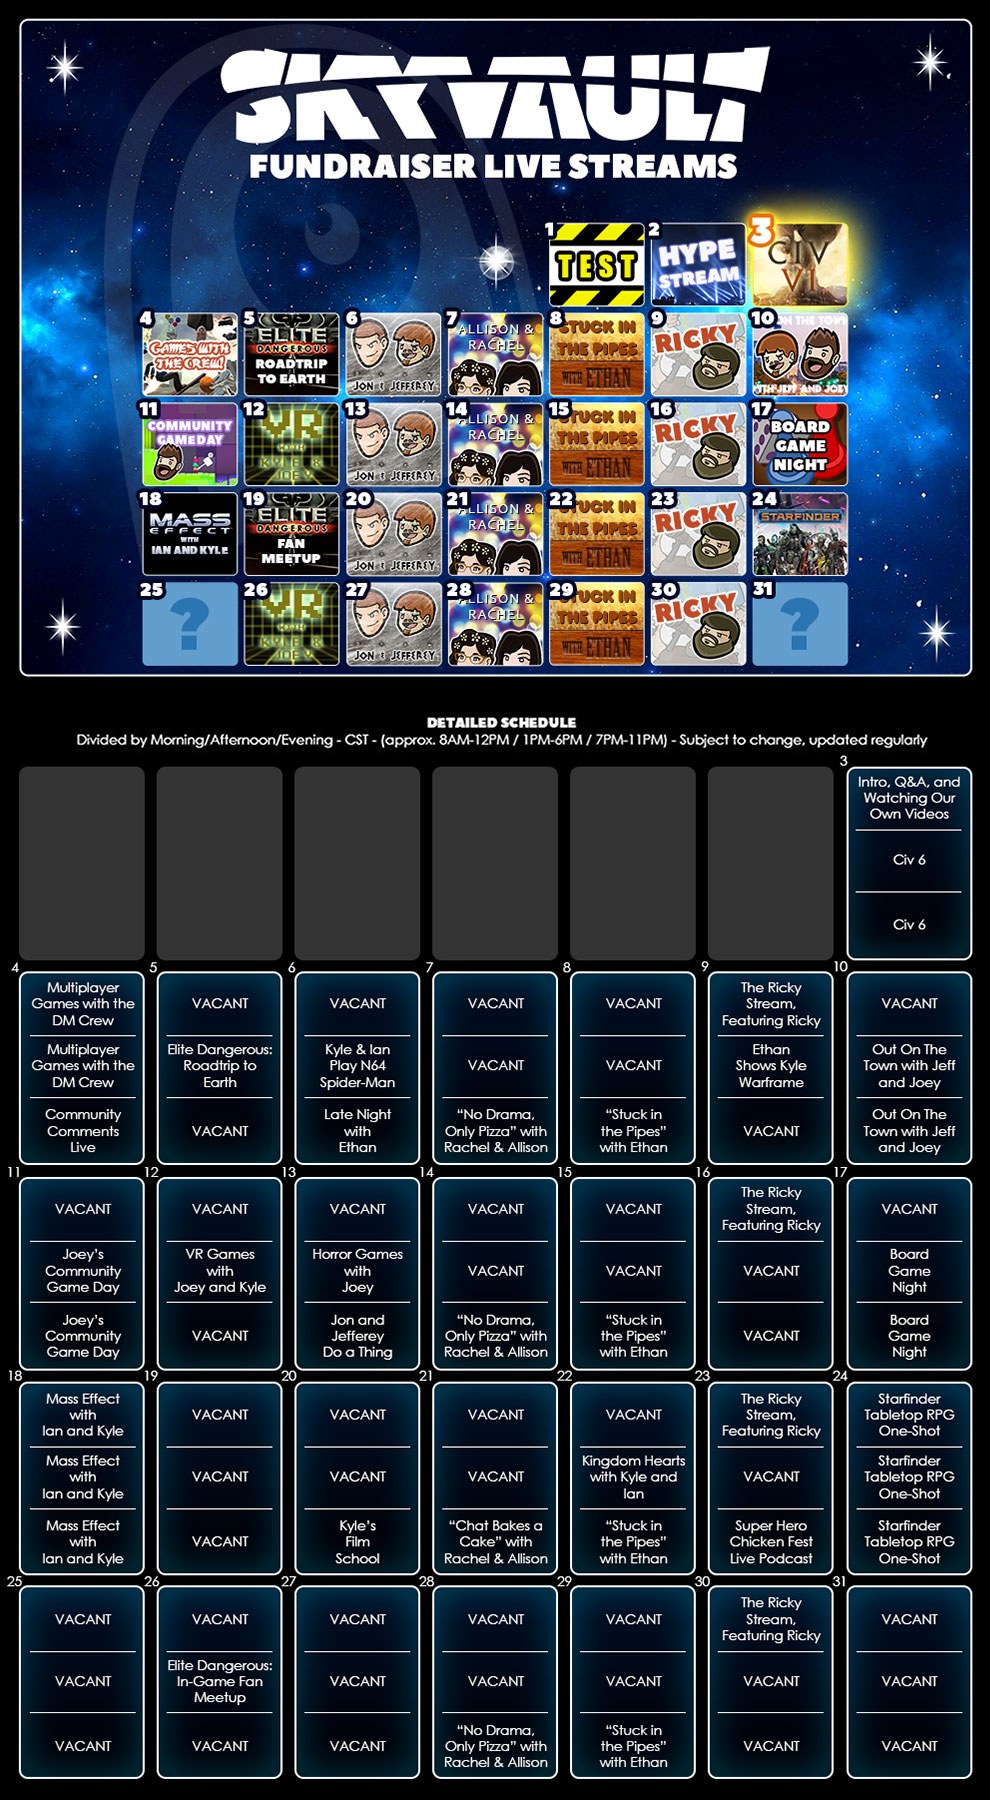 SKYVAULT
FUNDRAISER LIVE STREAMS
1 2 3
TEST
HYPE
STREAM
CIV
VI
4 5 6 7 8 9 10
GAMES WITH
THE CREW!
ELITE
DANGEROUS
ROADTRIP
TO EARTH
JON & JEFFEREY
ALLISON &
RACHEL
STUCK IN
THE PIPES
WITH ETHAN
RICKY
ON THE TOWN
WITH JEFF AND JOEY
11 12 13 14 15 16 17
COMMUNITY
GAMEDAY
VR
WITH
KYLE &
JOEY
JON & JEFFEREY
ALLISON &
RACHEL
STUCK IN
THE PIPES
WITH ETHAN
RICKY
BOARD
GAME
NIGHT
18 19 20 21 22 23 24
MASS
EFFECT
WITH
IAN AND KYLE
ELITE
DANGEROUS
FAN
MEETUP
JON & JEFFEREY
ALLISON &
RACHEL
STUCK IN
THE PIPES
WITH ETHAN
RICKY
STARFINDER
25 26 27 28 29 30 31
?
VR
WITH
KYLE &
JOEY
JON & JEFFEREY
ALLISON &
RACHEL
STUCK IN
THE PIPES
WITH ETHAN
RICKY
?
DETAILED SCHEDULE
Divided by Morning/Afternoon/Evening - CST - (approx. 8AM-12PM / 1PM-6PM / 7PM-11PM) - Subject to change, updated regularly
3
Intro, Q&A, and
Watching Our
Own Videos
Civ 6
Civ 6
4
Multiplayer
Games with the
DM Crew
Multiplayer
Games with the
DM Crew
Community
Comments
Live
5
VACANT
Elite Dangerous:
Roadtrip to
Earth
VACANT
6
VACANT
Kyle & Ian
Play N64
Spider-Man
Late Night
with
Ethan
7
VACANT
VACANT
“No Drama,
Only Pizza” with
Rachel & Allison
8
VACANT
VACANT
“Stuck in
the Pipes”
with Ethan
9
The Ricky
Stream,
Featuring Ricky
Ethan
Shows Kyle
Warframe
VACANT
10
VACANT
Out On The
Town with Jeff
and Joey
Out On The
Town with Jeff
and Joey
11
VACANT
Joey’s
Community
Game Day
Joey’s
Community
Game Day
12
VACANT
VR Games
with
Joey and Kyle
VACANT
13
VACANT
Horror Games
with
Joey
Jon and
Jefferey
Do a Thing
14
VACANT
VACANT
“No Drama,
Only Pizza” with
Rachel & Allison
15
VACANT
VACANT
“Stuck in
the Pipes”
with Ethan
16
The Ricky
Stream,
Featuring Ricky
VACANT
VACANT
17
VACANT
Board
Game
Night
Board
Game
Night
18
Mass Effect
with
Ian and Kyle
Mass Effect
with
Ian and Kyle
Mass Effect
with
Ian and Kyle
19
VACANT
VACANT
VACANT
20
VACANT
VACANT
Kyle’s
Film
School
21
VACANT
VACANT
“Chat Bakes a
Cake” with
Rachel & Allison
22
VACANT
Kingdom Hearts
with Kyle and
Ian
“Stuck in
the Pipes”
with Ethan
23
The Ricky
Stream,
Featuring Ricky
VACANT
Super Hero
Chicken Fest
Live Podcast
24
Starfinder
Tabletop RPG
One-Shot
Starfinder
Tabletop RPG
One-Shot
Starfinder
Tabletop RPG
One-Shot
25
VACANT
VACANT
VACANT
26
VACANT
Elite Dangerous:
In-Game Fan
Meetup
VACANT
27
VACANT
VACANT
VACANT
28
VACANT
VACANT
“No Drama,
Only Pizza” with
Rachel & Allison
29
VACANT
VACANT
“Stuck in
the Pipes”
with Ethan
30
The Ricky
Stream,
Featuring Ricky
VACANT
VACANT
31
VACANT
VACANT
VACANT